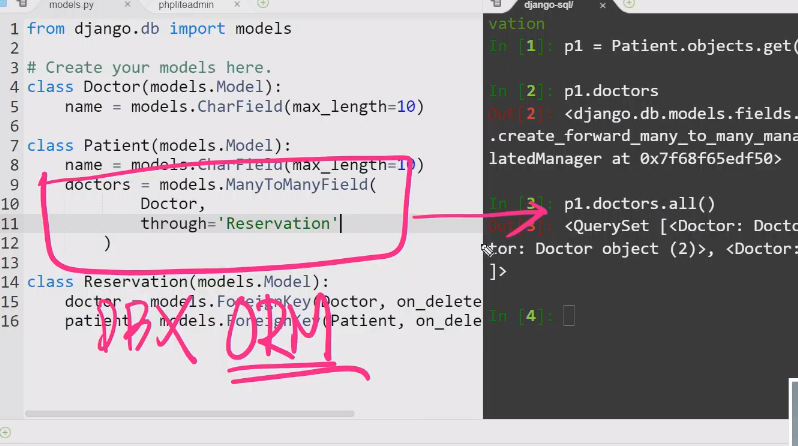 models.py
phpliteadmin
django-sql/
1 from django.db import models
2
3 # Create your models here.
4 class Doctor(models.Model):
5 name = models.CharField(max_length=10)
6
7 class Patient(models.Model):
8 name = models.CharField(max_length=10)
9 doctors = models.ManyToManyField(
10 Doctor,
11 through='Reservation'
12 )
13
14 class Reservation(models.Model):
15 doctor = models.ForeignKey(Doctor, on_delete
16 patient = models.ForeignKey(Patient, on_dele
DBX ORM
vation
In [1]: p1 = Patient.objects.get(
In [2] p1.doctors
Out[2]: <django.db.models.fields.
.create_forward_many_to_many_mana
latedManager at 0x7f68f65edf50>
In [3] p1.doctors.all()
Out[3]: <QuerySet [<Doctor: Docto
tor: Doctor object (2)>, <Doctor:
]>
In [4]: